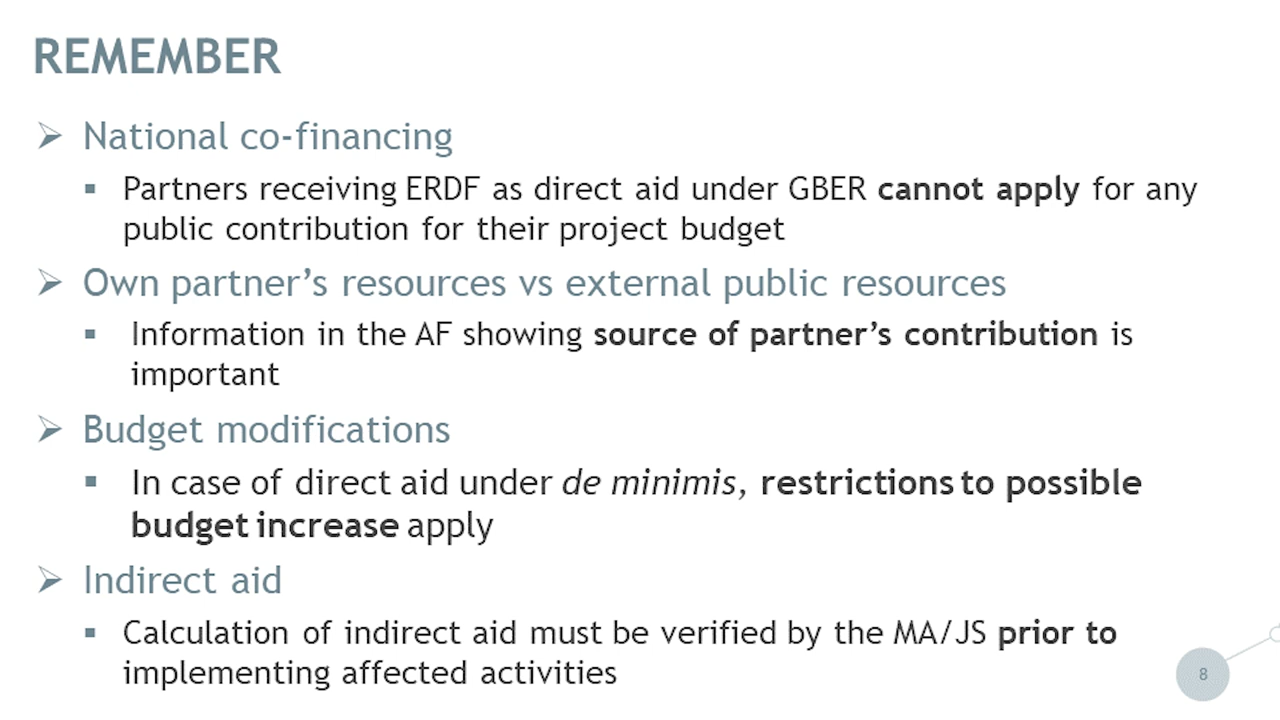 REMEMBER
National co-financing
Partners receiving ERDF as direct aid under GBER cannot apply for any
public contribution for their project budget
Own partner’s resources vs external public resources
Information in the AF showing source of partner’s contribution is
important
Budget modifications
In case of direct aid under de minimis, restrictions to possible
budget increase apply
Indirect aid
Calculation of indirect aid must be verified by the MA/JS prior to
implementing affected activities
8